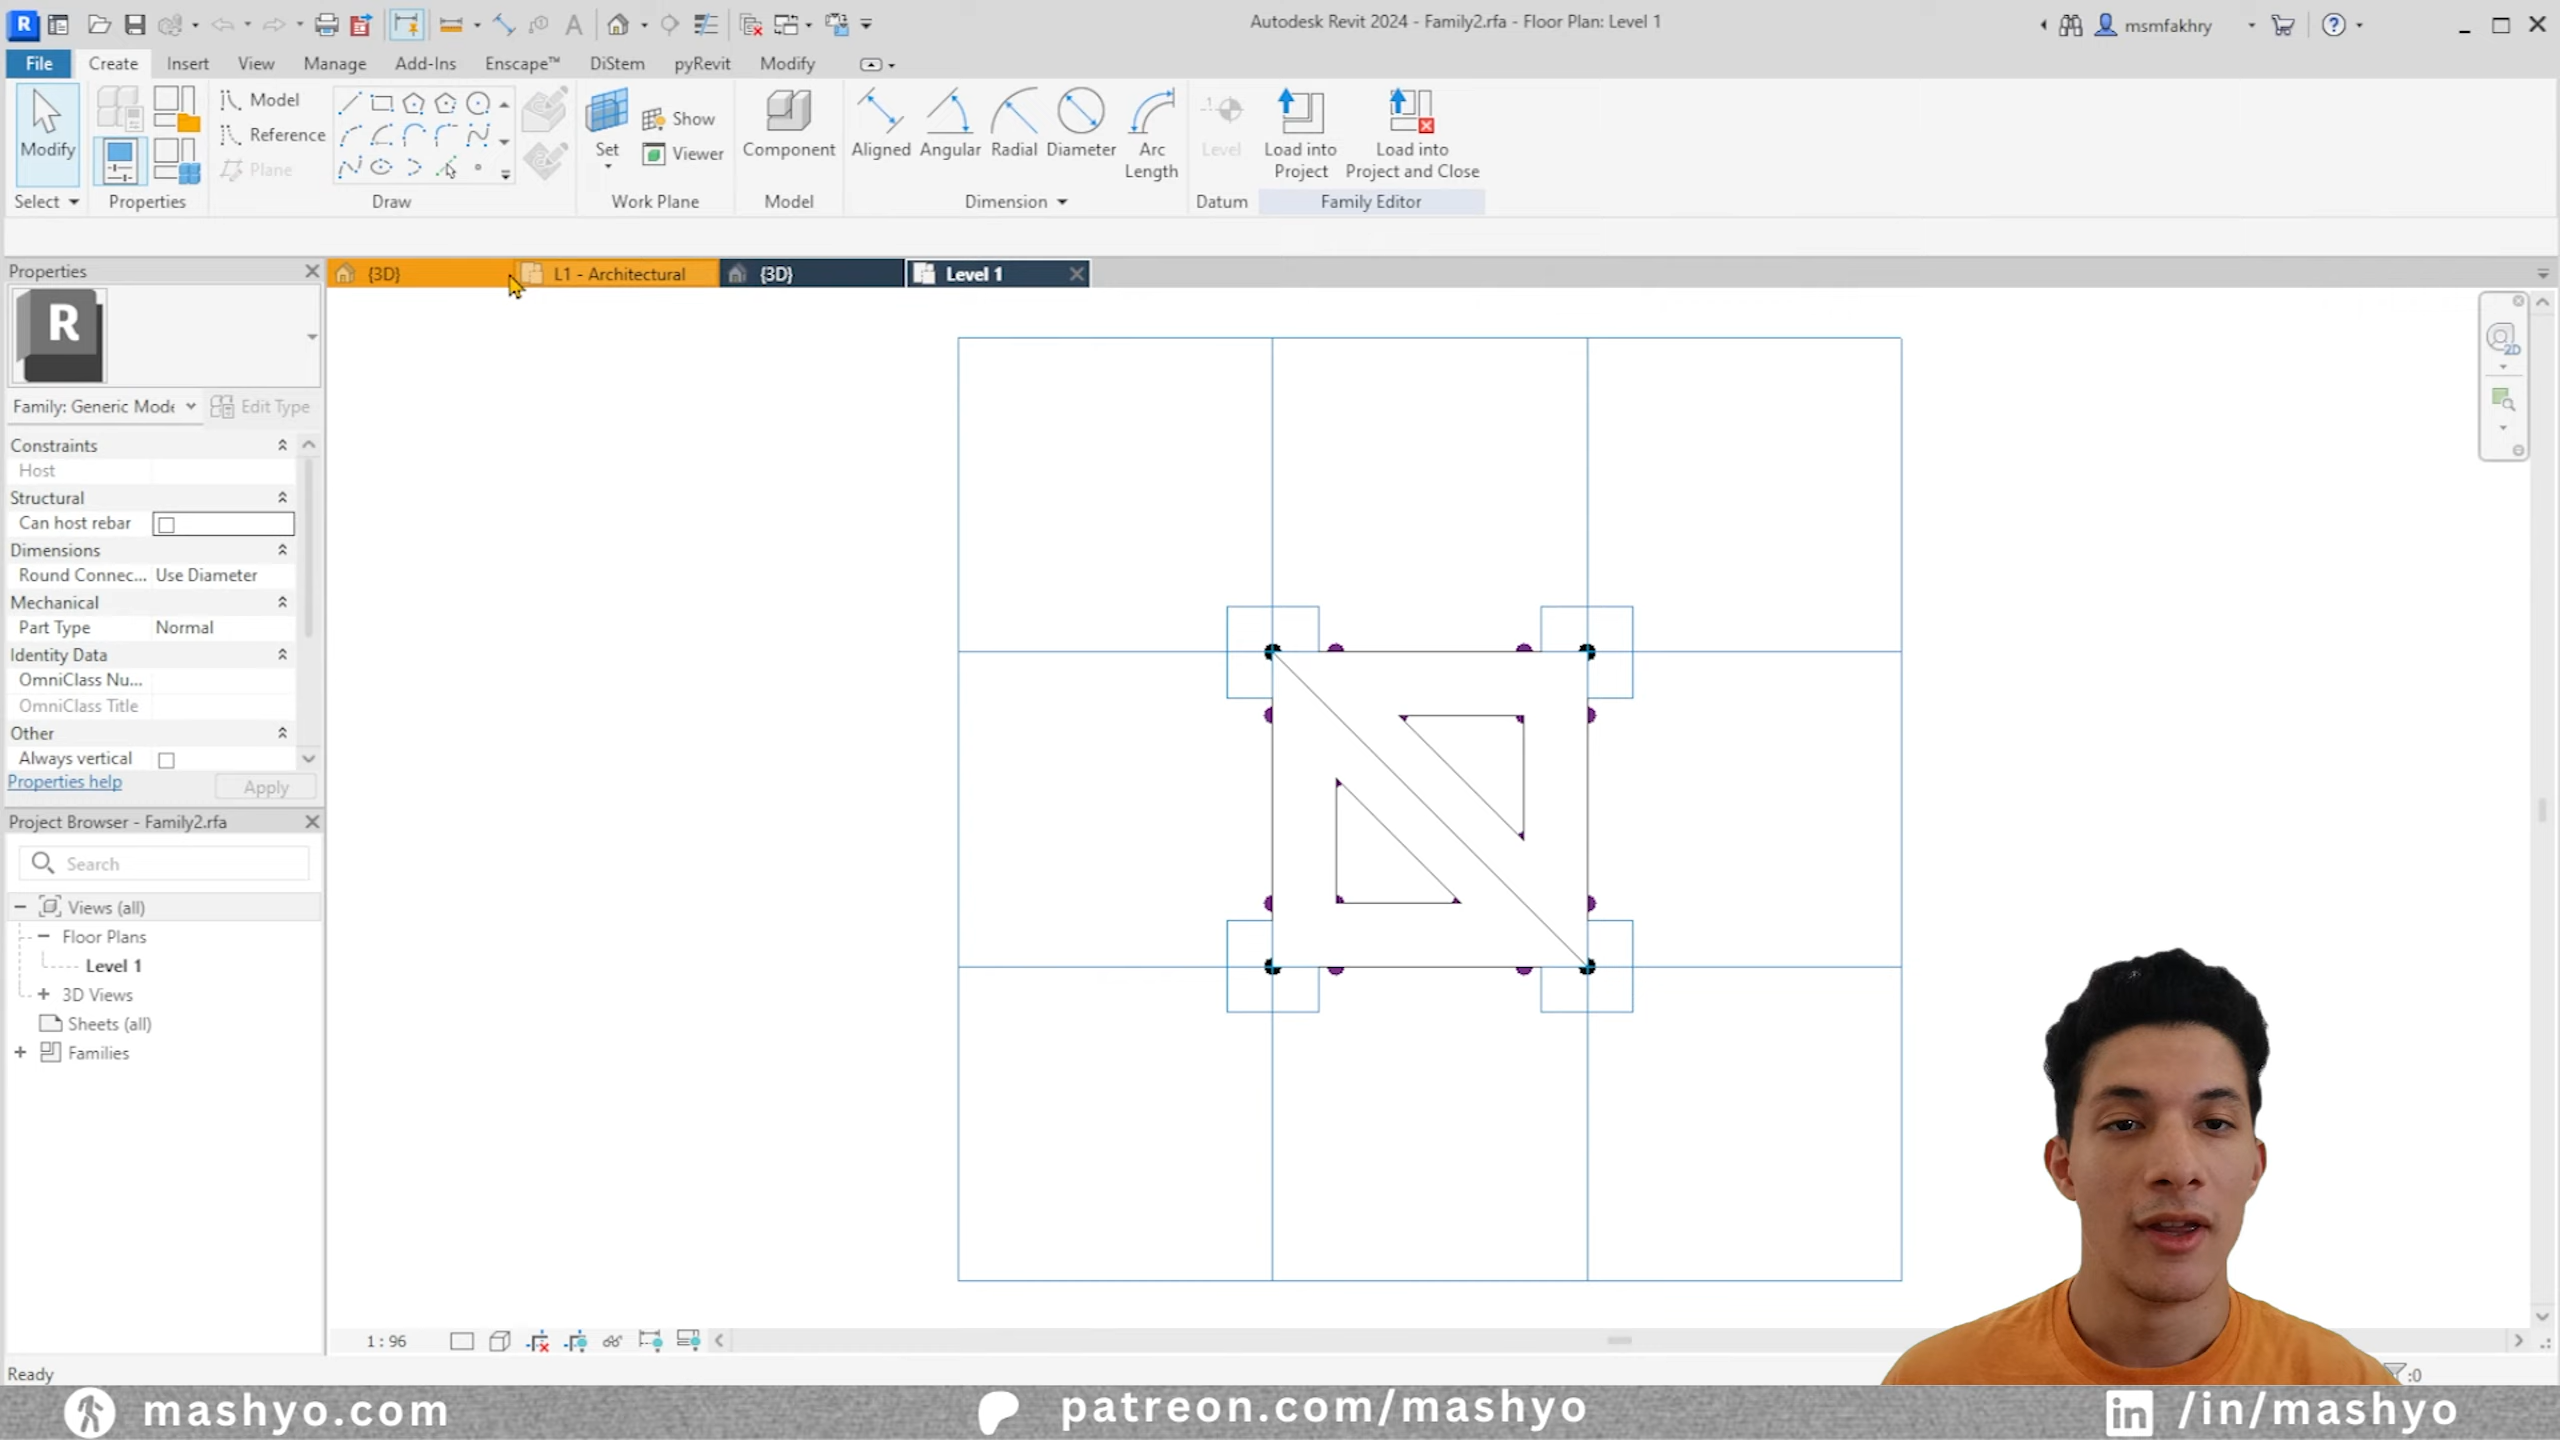 Autodesk Revit 2024 - Family2.rfa - Floor Plan: Level 1
msmfakhry
File Create Insert View Manage Add-Ins Enscape™ DiStem pyRevit Modify
Modify
Select
Properties
Model
Reference
Plane
Draw
Set
Show
Viewer
Work Plane
Component
Model
Aligned Angular Radial Diameter Arc Length
Dimension
Level
Datum
Load into Project
Load into Project and Close
Family Editor
Properties
{3D}
L1 - Architectural
{3D}
Level 1
R
2D
Family: Generic Mode
Edit Type
Constraints
Host
Structural
Can host rebar
Dimensions
Round Connec... Use Diameter
Mechanical
Part Type Normal
Identity Data
OmniClass Nu...
OmniClass Title
Other
Always vertical
Properties help
Apply
Project Browser - Family2.rfa
Search
Views (all)
Floor Plans
Level 1
3D Views
Sheets (all)
Families
1 : 96
Ready
:0
mashyo.com
patreon.com/mashyo
in /in/mashyo